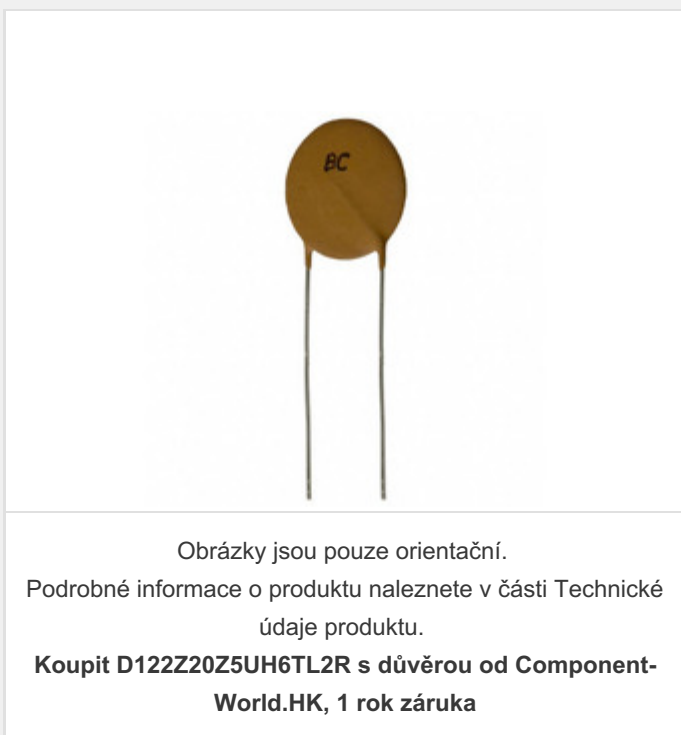 BC
Obrázky jsou pouze orientační.
Podrobné informace o produktu naleznete v části Technické
údaje produktu.
Koupit D122Z20Z5UH6TL2R s důvěrou od Component-
World.HK, 1 rok záruka